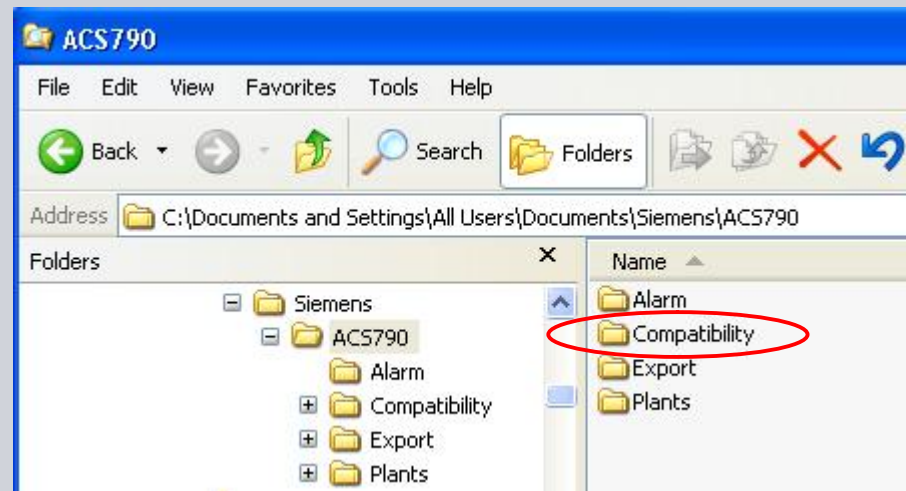 ACS790
File Edit View Favorites Tools Help
Back Search Folders
Address C:\Documents and Settings\All Users\Documents\Siemens\ACS790
Folders x Name
Siemens Alarm
ACS790 Compatibility
Alarm Export
Compatibility Plants
Export
Plants